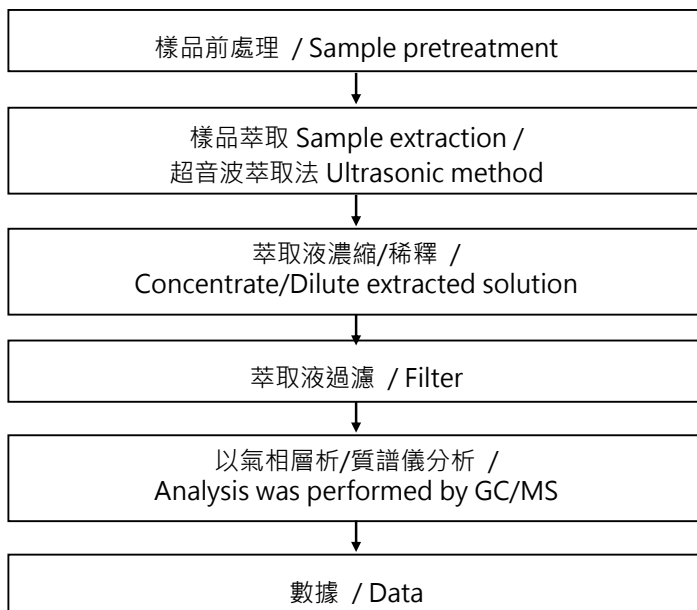 樣品前處理 / Sample pretreatment
樣品萃取 Sample extraction /
超音波萃取法 Ultrasonic method
萃取液濃縮/稀釋 /
Concentrate/Dilute extracted solution
萃取液過濾 / Filter
以氣相層析/質譜儀分析 /
Analysis was performed by GC/MS
數據 / Data